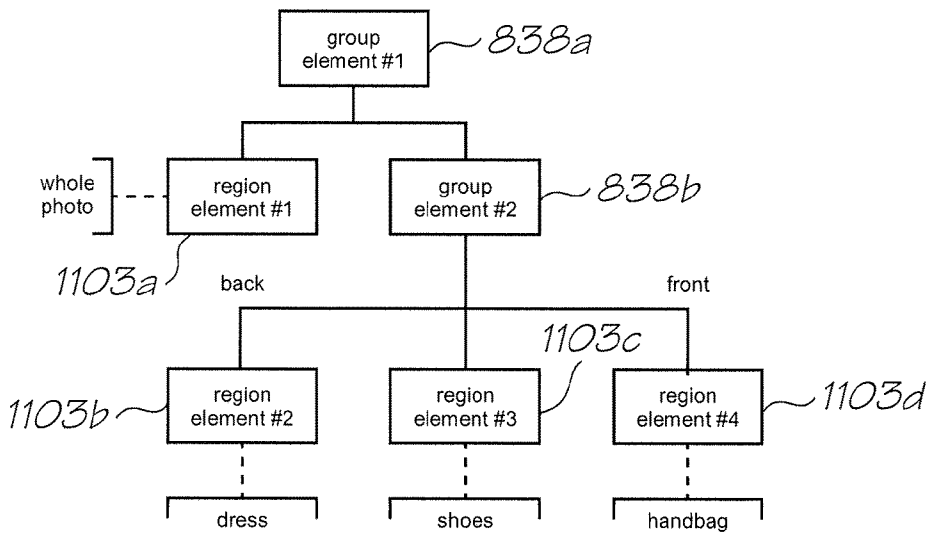 group
element #1
838a
whole
photo
region
element #1
group
element #2
838b
1103a
back
front
1103c
1103b
region
element #2
region
element #3
region
element #4
1103d
dress
shoes
handbag